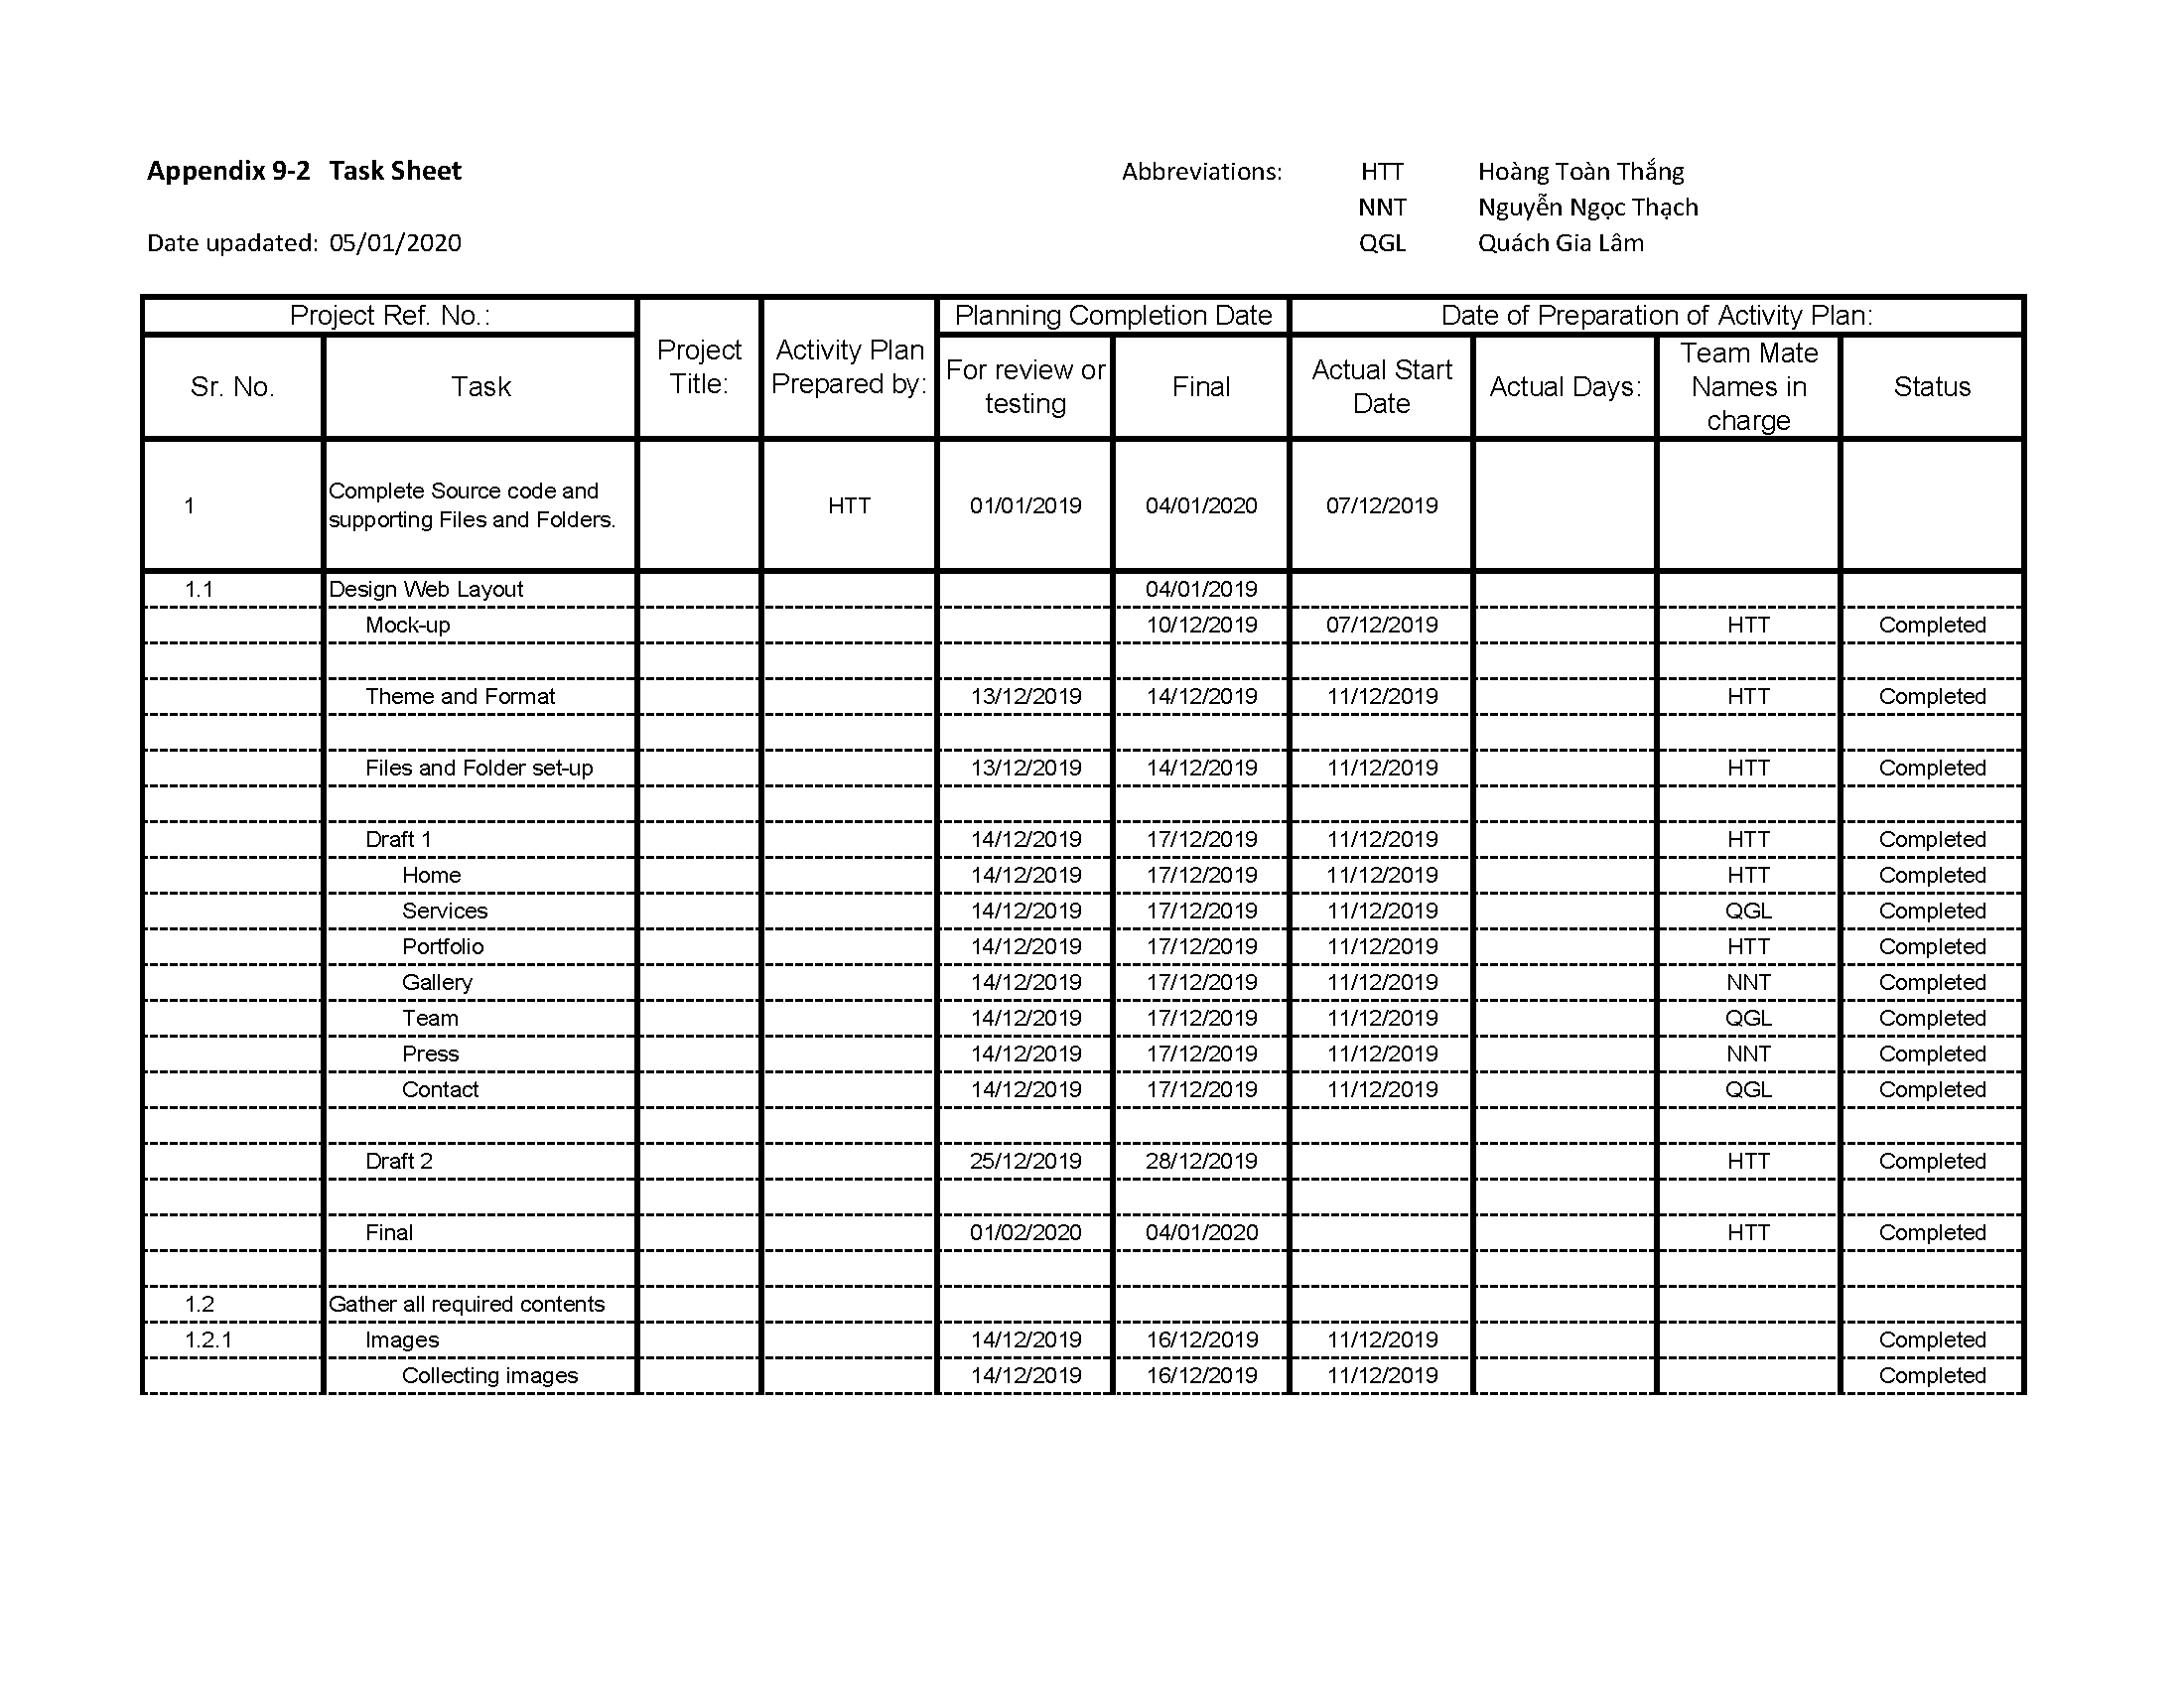 Appendix 9-2 Task Sheet Abbreviations: HTT Hoàng Toàn Thắng
NNT Nguyễn Ngọc Thạch
Date upadated: 05/01/2020 QGL Quách Gia Lâm
Project Ref. No.: Project Title: Activity Plan Prepared by: Planning Completion Date Date of Preparation of Activity Plan:
Sr. No. Task For review or testing Final Actual Start Date Actual Days: Team Mate Names in charge Status
1 Complete Source code and supporting Files and Folders. HTT 01/01/2019 04/01/2020 07/12/2019
1.1 Design Web Layout 04/01/2019
Mock-up 10/12/2019 07/12/2019 HTT Completed
Theme and Format 13/12/2019 14/12/2019 11/12/2019 HTT Completed
Files and Folder set-up 13/12/2019 14/12/2019 11/12/2019 HTT Completed
Draft 1 14/12/2019 17/12/2019 11/12/2019 HTT Completed
Home 14/12/2019 17/12/2019 11/12/2019 HTT Completed
Services 14/12/2019 17/12/2019 11/12/2019 QGL Completed
Portfolio 14/12/2019 17/12/2019 11/12/2019 HTT Completed
Gallery 14/12/2019 17/12/2019 11/12/2019 NNT Completed
Team 14/12/2019 17/12/2019 11/12/2019 QGL Completed
Press 14/12/2019 17/12/2019 11/12/2019 NNT Completed
Contact 14/12/2019 17/12/2019 11/12/2019 QGL Completed
Draft 2 25/12/2019 28/12/2019 HTT Completed
Final 01/02/2020 04/01/2020 HTT Completed
1.2 Gather all required contents
1.2.1 Images 14/12/2019 16/12/2019 11/12/2019 Completed
Collecting images 14/12/2019 16/12/2019 11/12/2019 Completed